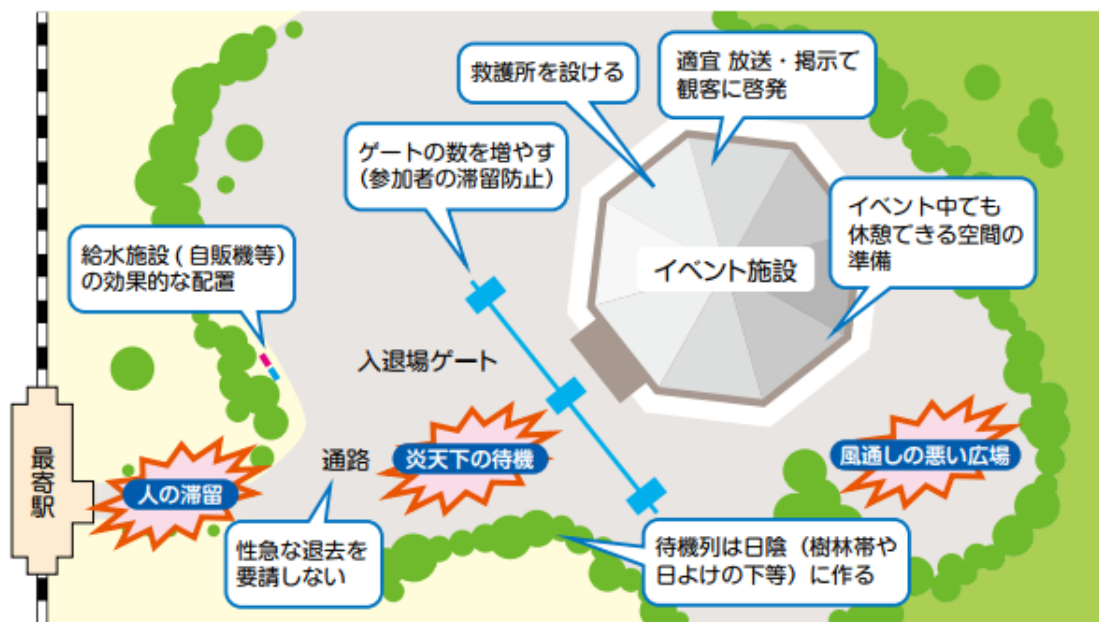 救護所を設ける
適宜 放送・掲示で
観客に啓発
ゲートの数を増やす
（参加者の滞留防止）
イベント中でも
休憩できる空間の
準備
給水施設（自販機等）
の効果的な配置
イベント施設
入退場ゲート
最寄駅
人の滞留
通路
炎天下の待機
風通しの悪い広場
性急な退去を
要請しない
待機列は日陰（樹林帯や
日よけの下等）に作る